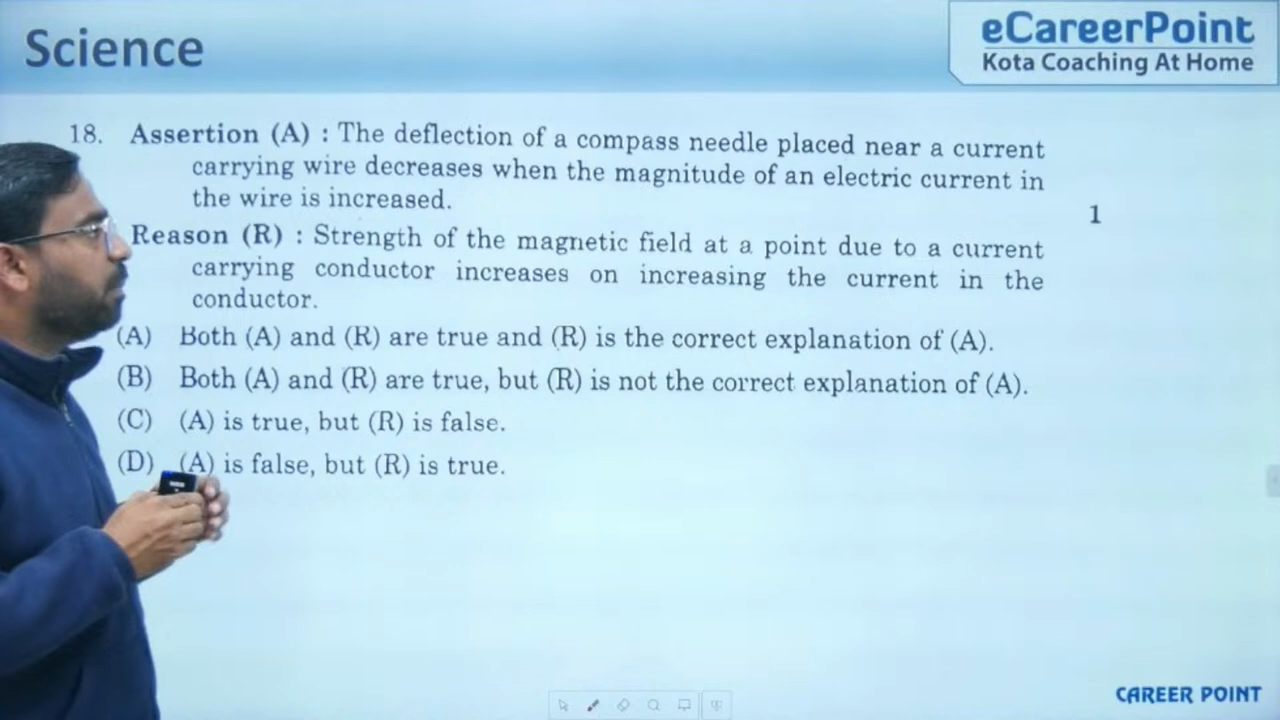 Science
eCareerPoint
Kota Coaching At Home
18. Assertion (A) : The deflection of a compass needle placed near a current
carrying wire decreases when the magnitude of an electric current in
the wire is increased.
1
Reason (R) : Strength of the magnetic field at a point due to a current
carrying conductor increases on increasing the current in the
conductor.
(A) Both (A) and (R) are true and (R) is the correct explanation of (A).
(B) Both (A) and (R) are true, but (R) is not the correct explanation of (A).
(C) (A) is true, but (R) is false.
(D) (A) is false, but (R) is true.
CAREER POINT